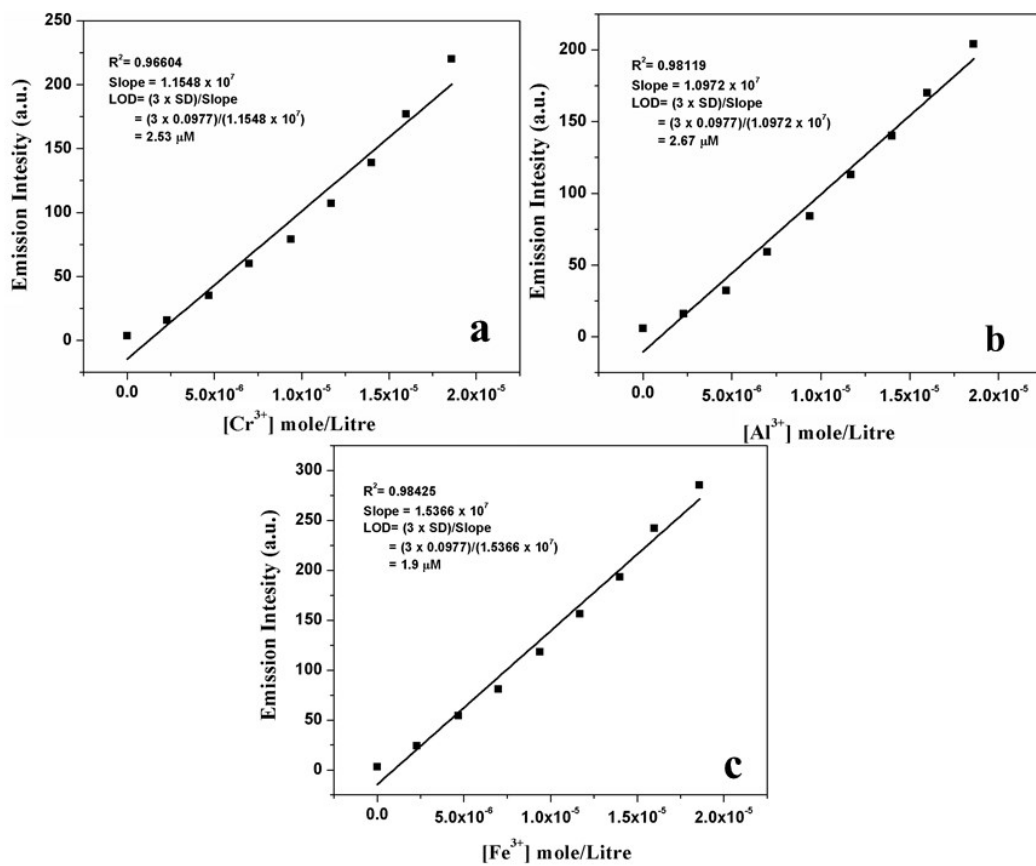 a
R²= 0.96604
Slope = 1.1548 x 10⁷
LOD= (3 x SD)/Slope
= (3 x 0.0977)/(1.1548 x 10⁷)
= 2.53 μM
Emission Intesity (a.u.)
250
200
150
100
50
0
0.0 5.0x10⁻⁶ 1.0x10⁻⁵ 1.5x10⁻⁵ 2.0x10⁻⁵
[Cr³⁺] mole/Litre
b
R²= 0.98119
Slope = 1.0972 x 10⁷
LOD= (3 x SD)/Slope
= (3 x 0.0977)/(1.0972 x 10⁷)
= 2.67 μM
Emission Intesity (a.u.)
200
150
100
50
0
0.0 5.0x10⁻⁶ 1.0x10⁻⁵ 1.5x10⁻⁵ 2.0x10⁻⁵
[Al³⁺] mole/Litre
c
R²= 0.98425
Slope = 1.5366 x 10⁷
LOD= (3 x SD)/Slope
= (3 x 0.0977)/(1.5366 x 10⁷)
= 1.9 μM
Emission Intesity (a.u.)
300
250
200
150
100
50
0
0.0 5.0x10⁻⁶ 1.0x10⁻⁵ 1.5x10⁻⁵ 2.0x10⁻⁵
[Fe³⁺] mole/Litre